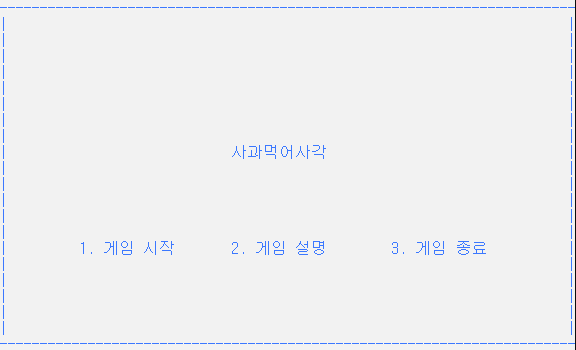 사과먹어사각
1. 게임 시작 2. 게임 설명 3. 게임 종료